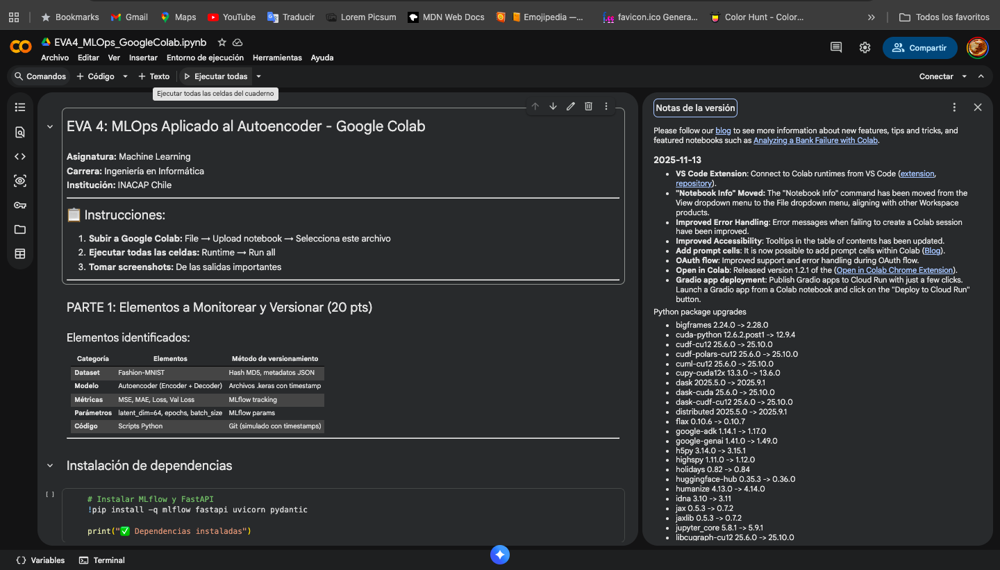 Bookmarks
Gmail
Maps
YouTube
Traducir
Lorem Picsum
MDN Web Docs
Emojipedia —...
favicon.ico Genera...
Color Hunt - Color...
Todos los favoritos
EVA4_MLOps_GoogleColab.ipynb
Archivo Editar Ver Insertar Entorno de ejecución Herramientas Ayuda
Compartir
Comandos + Código + Texto Ejecutar todas
Conectar
Ejecutar todas las celdas del cuaderno
EVA 4: MLOps Aplicado al Autoencoder - Google Colab
Asignatura: Machine Learning
Carrera: Ingeniería en Informática
Institución: INACAP Chile
📋 Instrucciones:
1. Subir a Google Colab: File → Upload notebook → Selecciona este archivo
2. Ejecutar todas las celdas: Runtime → Run all
3. Tomar screenshots: De las salidas importantes
PARTE 1: Elementos a Monitorear y Versionar (20 pts)
Elementos identificados:
Categoría Elementos Método de versionamiento
Dataset Fashion-MNIST Hash MD5, metadatos JSON
Modelo Autoencoder (Encoder + Decoder) Archivos .keras con timestamp
Métricas MSE, MAE, Loss, Val Loss MLflow tracking
Parámetros latent_dim=64, epochs, batch_size MLflow params
Código Scripts Python Git (simulado con timestamps)
Instalación de dependencias
[ ]
# Instalar MLflow y FastAPI
!pip install -q mlflow fastapi uvicorn pydantic
print("✅ Dependencias instaladas")
Notas de la versión
Please follow our blog to see more information about new features, tips and tricks, and
featured notebooks such as Analyzing a Bank Failure with Colab.
2025-11-13
• VS Code Extension: Connect to Colab runtimes from VS Code (extension,
repository).
• "Notebook Info" Moved: The "Notebook Info" command has been moved from the
View dropdown menu to the File dropdown menu, aligning with other Workspace
products.
• Improved Error Handling: Error messages when failing to create a Colab session
have been improved.
• Improved Accessibility: Tooltips in the table of contents has been updated.
• Add prompt cells: It is now possible to add prompt cells within Colab (Blog).
• OAuth flow: Improved support and error handling during OAuth flow.
• Open in Colab: Released version 1.2.1 of the (Open in Colab Chrome Extension).
• Gradio app deployment: Publish Gradio apps to Cloud Run with just a few clicks.
Launch a Gradio app from a Colab notebook and click on the "Deploy to Cloud Run"
button.
Python package upgrades
• bigframes 2.24.0 -> 2.28.0
• cuda-python 12.6.2.post1 -> 12.9.4
• cudf-cu12 25.6.0 -> 25.10.0
• cudf-polars-cu12 25.6.0 -> 25.10.0
• cuml-cu12 25.6.0 -> 25.10.0
• cupy-cuda12x 13.3.0 -> 13.6.0
• dask 2025.5.0 -> 2025.9.1
• dask-cuda 25.6.0 -> 25.10.0
• dask-cudf-cu12 25.6.0 -> 25.10.0
• distributed 2025.5.0 -> 2025.9.1
• flax 0.10.6 -> 0.10.7
• google-adk 1.14.1 -> 1.17.0
• google-genai 1.41.0 -> 1.49.0
• h5py 3.14.0 -> 3.15.1
• highspy 1.11.0 -> 1.12.0
• holidays 0.82 -> 0.84
• huggingface-hub 0.35.3 -> 0.36.0
• humanize 4.13.0 -> 4.14.0
• idna 3.10 -> 3.11
• jax 0.5.3 -> 0.7.2
• jaxlib 0.5.3 -> 0.7.2
• jupyter_core 5.8.1 -> 5.9.1
• libcugraph-cu12 25.6.0 -> 25.10.0
Variables
Terminal